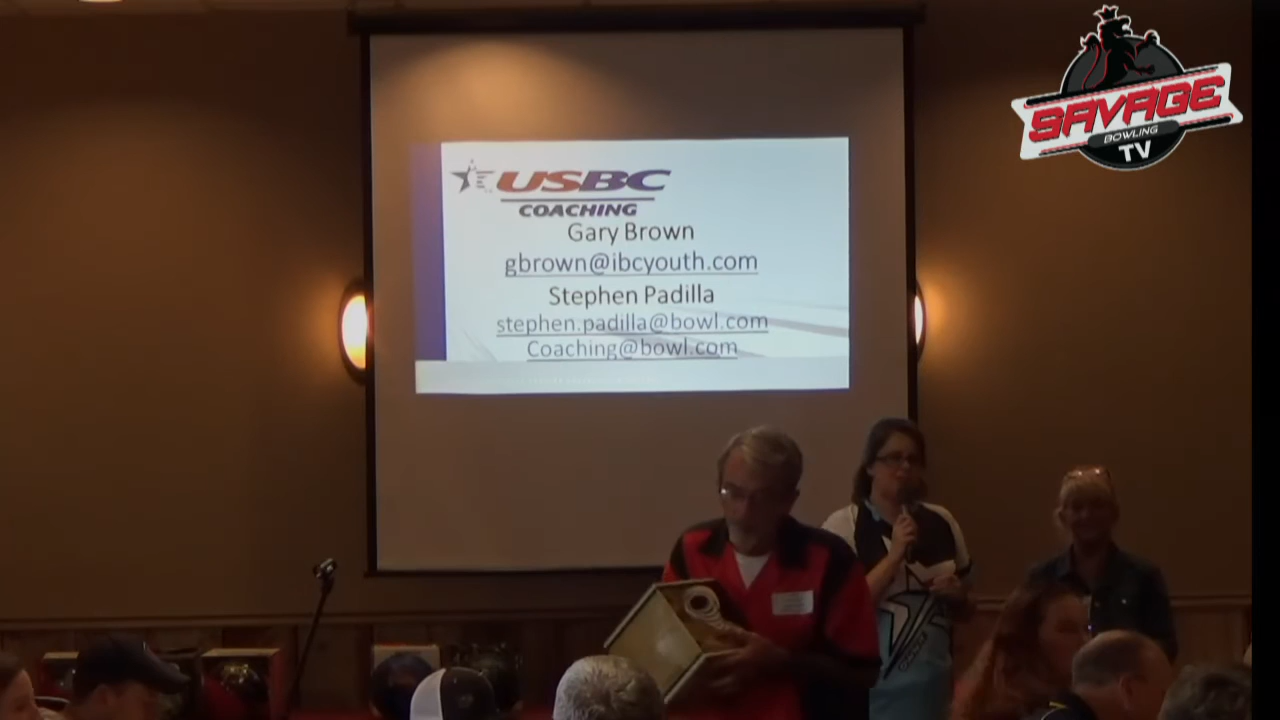 SAVAGE
BOWLING
TV
USBC
COACHING
Gary Brown
gbrown@ibcyouth.com
Stephen Padilla
stephen.padilla@bowl.com
Coaching@bowl.com